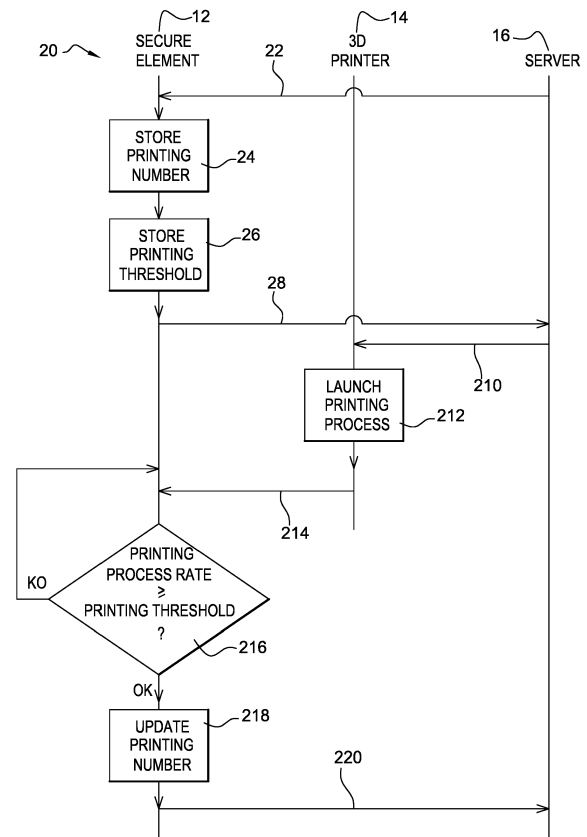 12
14
16
20
SECURE
ELEMENT
3D
PRINTER
SERVER
22
STORE
PRINTING
NUMBER
24
STORE
PRINTING
THRESHOLD
26
28
210
LAUNCH
PRINTING
PROCESS
212
214
PRINTING
PROCESS RATE
≥
PRINTING THRESHOLD
?
KO
216
OK
UPDATE
PRINTING
NUMBER
218
220